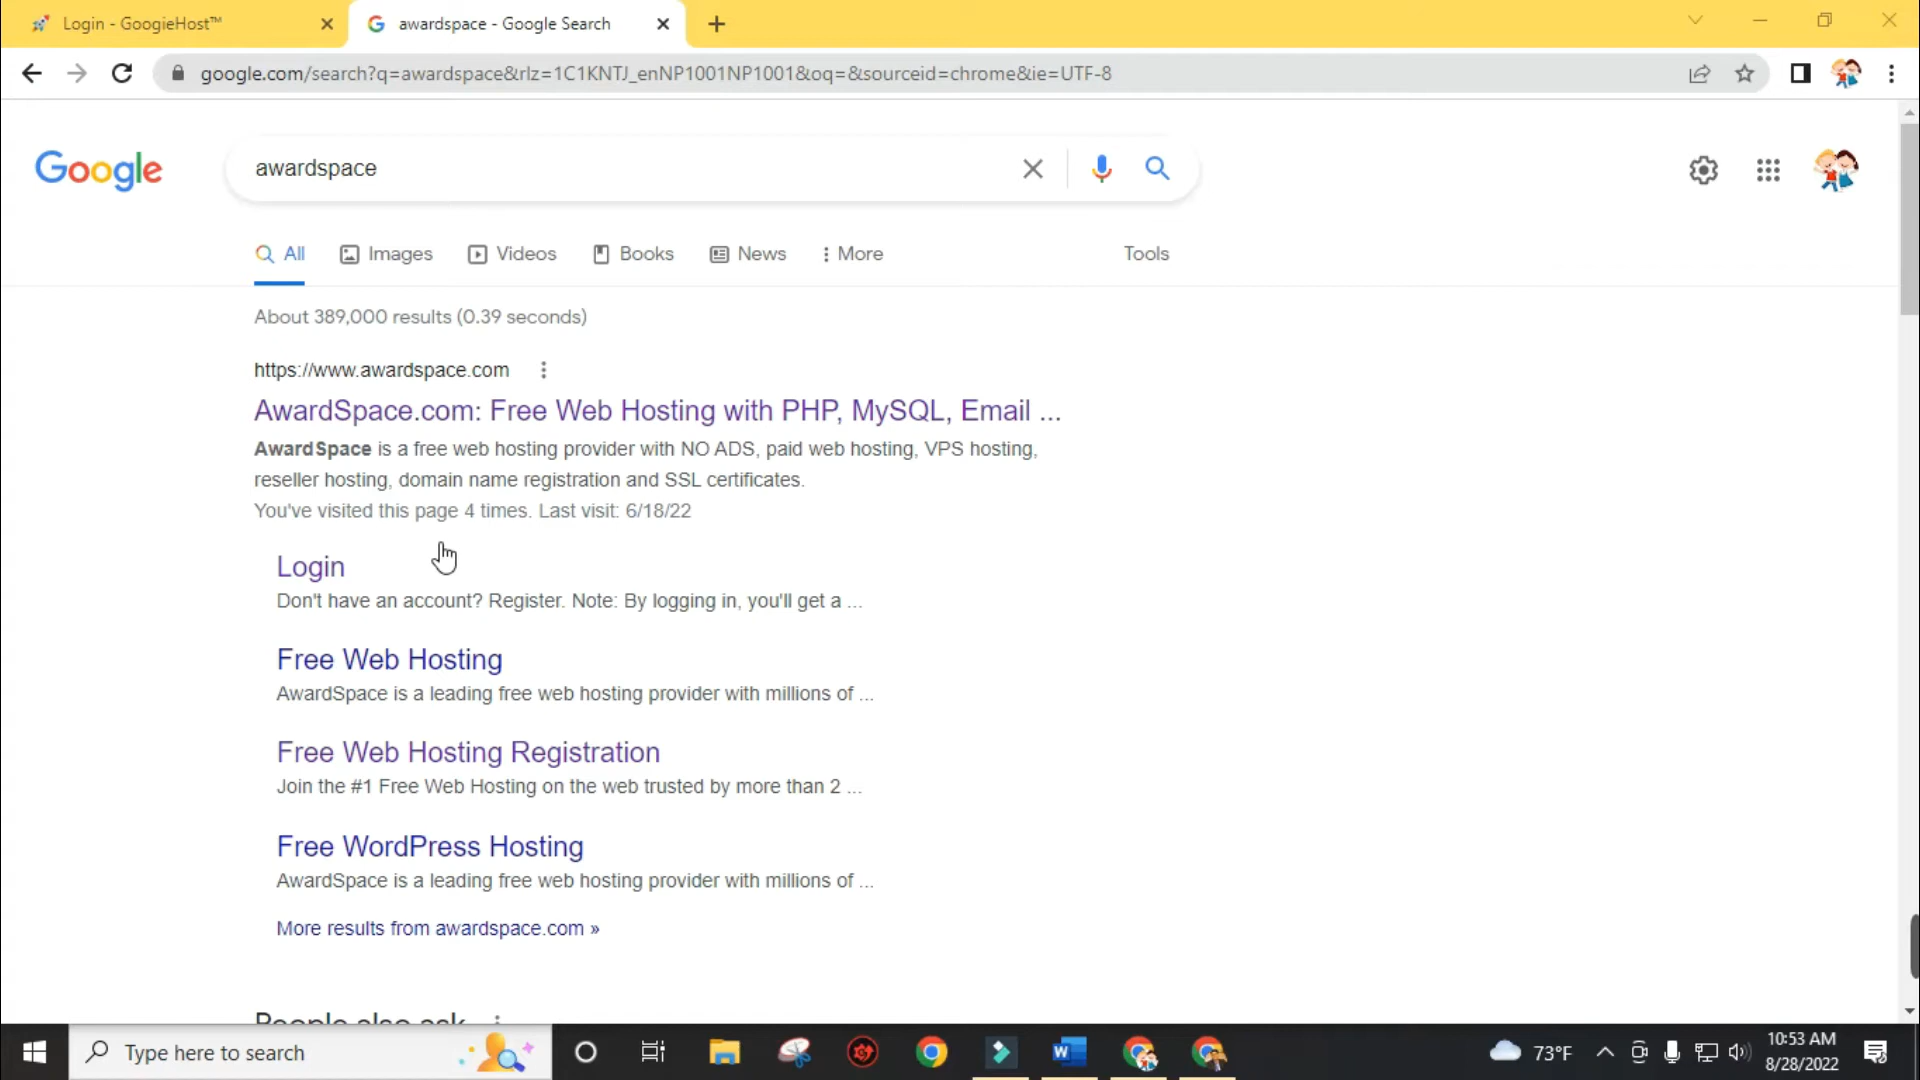 Login - GoogieHost™
awardspace - Google Search
google.com/search?q=awardspace&rlz=1C1KNTJ_enNP1001NP1001&oq=&sourceid=chrome&ie=UTF-8
Google
awardspace
All
Images
Videos
Books
News
More
Tools
About 389,000 results (0.39 seconds)
https://www.awardspace.com
AwardSpace.com: Free Web Hosting with PHP, MySQL, Email ...
AwardSpace is a free web hosting provider with NO ADS, paid web hosting, VPS hosting,
reseller hosting, domain name registration and SSL certificates.
You've visited this page 4 times. Last visit: 6/18/22
Login
Don't have an account? Register. Note: By logging in, you'll get a ...
Free Web Hosting
AwardSpace is a leading free web hosting provider with millions of ...
Free Web Hosting Registration
Join the #1 Free Web Hosting on the web trusted by more than 2 ...
Free WordPress Hosting
AwardSpace is a leading free web hosting provider with millions of ...
More results from awardspace.com »
People also ask
Type here to search
73°F
10:53 AM
8/28/2022